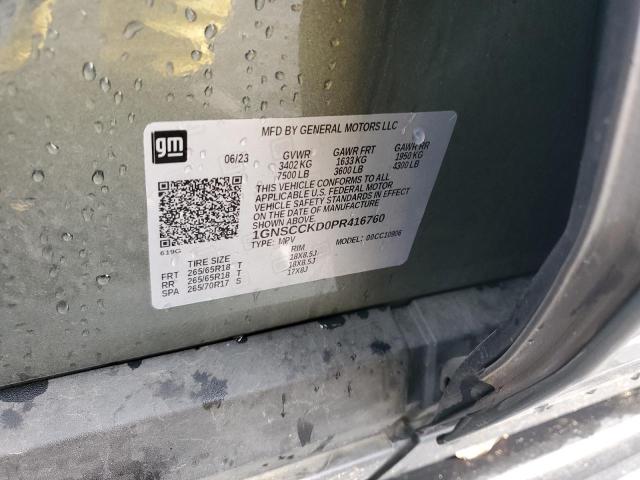 gm
MFD BY GENERAL MOTORS LLC
06/23 GVWR GAWR FRT GAWR RR
3402 KG 1633 KG 1950 KG
7500 LB 3600 LB 4300 LB
THIS VEHICLE CONFORMS TO ALL
APPLICABLE U.S. FEDERAL MOTOR
VEHICLE SAFETY STANDARDS IN EFFECT
ON THE DATE OF MANUFACTURE
SHOWN ABOVE.
1GNSCCKD0PR416760
TYPE: MPV MODEL: 00CC10906
619G
TIRE SIZE RIM
FRT 265/65R18 T 18X8.5J
RR 265/65R18 T 18X8.5J
SPA 265/70R17 S 17X8J